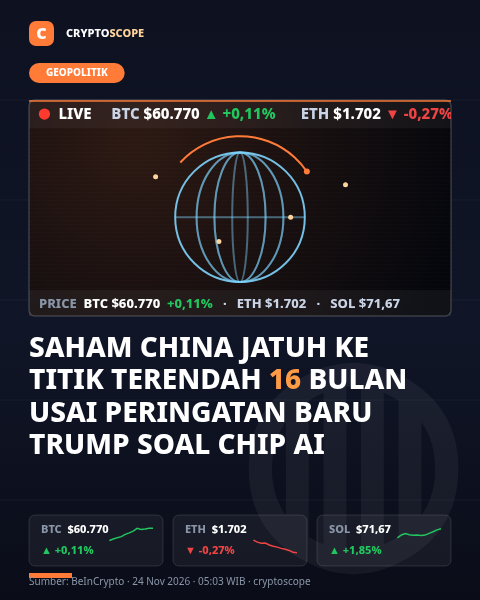 C CRYPTOSCOPE
GEOPOLITIK
LIVE BTC $60.770 ▲ +0,11% ETH $1.702 ▼ -0,27%
PRICE BTC $60.770 +0,11% · ETH $1.702 · SOL $71,67
SAHAM CHINA JATUH KE
TITIK TERENDAH 16 BULAN
USAI PERINGATAN BARU
TRUMP SOAL CHIP AI
BTC $60.770 ETH $1.702 SOL $71,67
▲ +0,11% ▼ -0,27% ▲ +1,85%
Sumber: BeInCrypto · 24 Nov 2026 · 05:03 WIB · cryptoscope